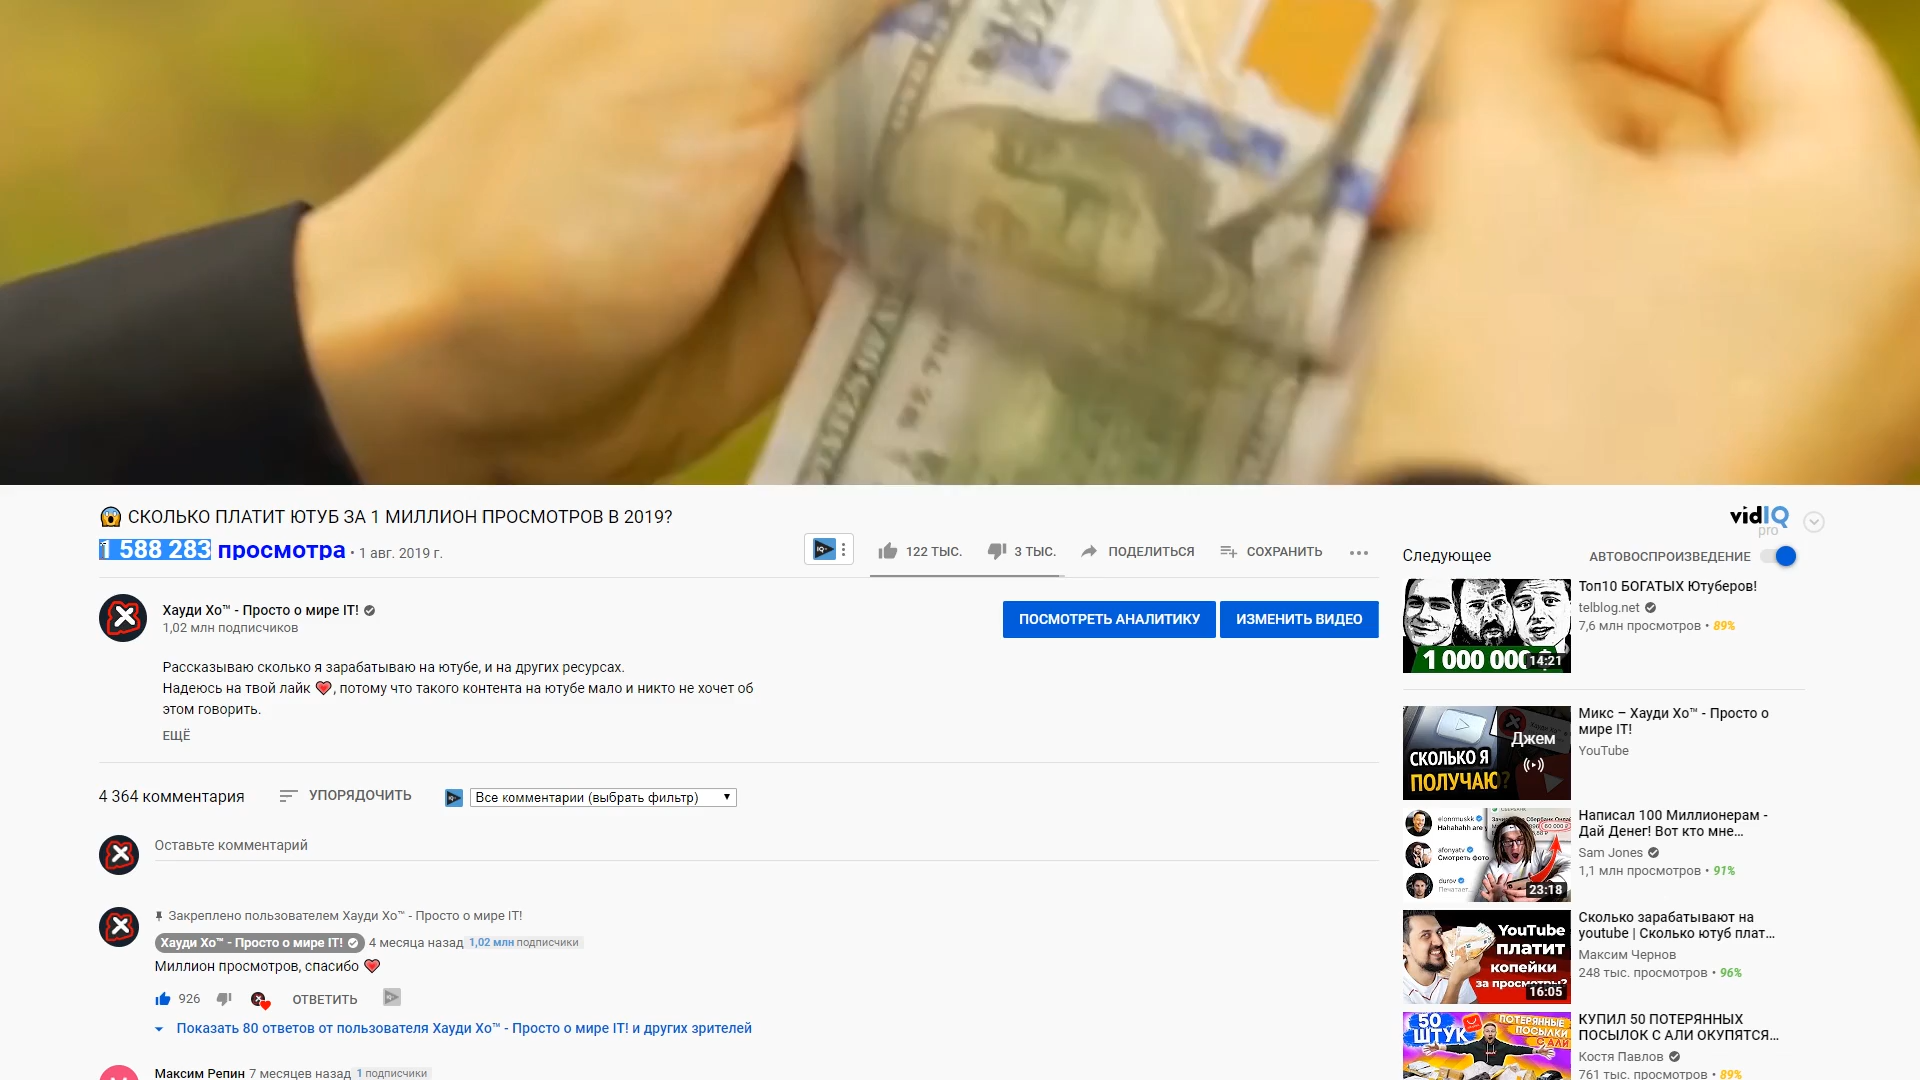 СКОЛЬКО ПЛАТИТ ЮТУБ ЗА 1 МИЛЛИОН ПРОСМОТРОВ В 2019?
1 588 283 просмотра • 1 авг. 2019 г.
122 ТЫС.
3 ТЫС.
ПОДЕЛИТЬСЯ
СОХРАНИТЬ
Хауди Хо™ - Просто о мире IT!
1,02 млн подписчиков
ПОСМОТРЕТЬ АНАЛИТИКУ
ИЗМЕНИТЬ ВИДЕО
Рассказываю сколько я зарабатываю на ютубе, и на других ресурсах.
Надеюсь на твой лайк , потому что такого контента на ютубе мало и никто не хочет об
этом говорить.
ЕЩЁ
4 364 комментария
УПОРЯДОЧИТЬ
Все комментарии (выбрать фильтр)
Оставьте комментарий
Закреплено пользователем Хауди Хо™ - Просто о мире IT!
Хауди Хо™ - Просто о мире IT! 4 месяца назад 1,02 млн подписчики
Миллион просмотров, спасибо
926
ОТВЕТИТЬ
Показать 80 ответов от пользователя Хауди Хо™ - Просто о мире IT! и других зрителей
Максим Репин 7 месяцев назад 1 подписчики
vidIQ
pro
Следующее
АВТОВОСПРОИЗВЕДЕНИЕ
1 000 000
14:21
Топ10 БОГАТЫХ Ютуберов!
telblog.net
7,6 млн просмотров • 89%
СКОЛЬКО Я
ПОЛУЧАЮ?
Джем
Микс – Хауди Хо™ - Просто о
мире IT!
YouTube
elonrmuskk
Hahahahh are
afonyatv
Смотреть фото
durov
Печатает...
23:18
Написал 100 Миллионерам -
Дай Денег! Вот кто мне...
Sam Jones
1,1 млн просмотров • 91%
YouTube
платит
копейки
за просмотры?
16:05
Сколько зарабатывают на
youtube | Сколько ютуб плат...
Максим Чернов
248 тыс. просмотров • 96%
50
ШТУК
ПОТЕРЯННЫЕ
ПОСЫЛКИ
С АЛИ
КУПИЛ 50 ПОТЕРЯННЫХ
ПОСЫЛОК С АЛИ ОКУПЯТСЯ...
Костя Павлов
761 тыс. просмотров • 89%